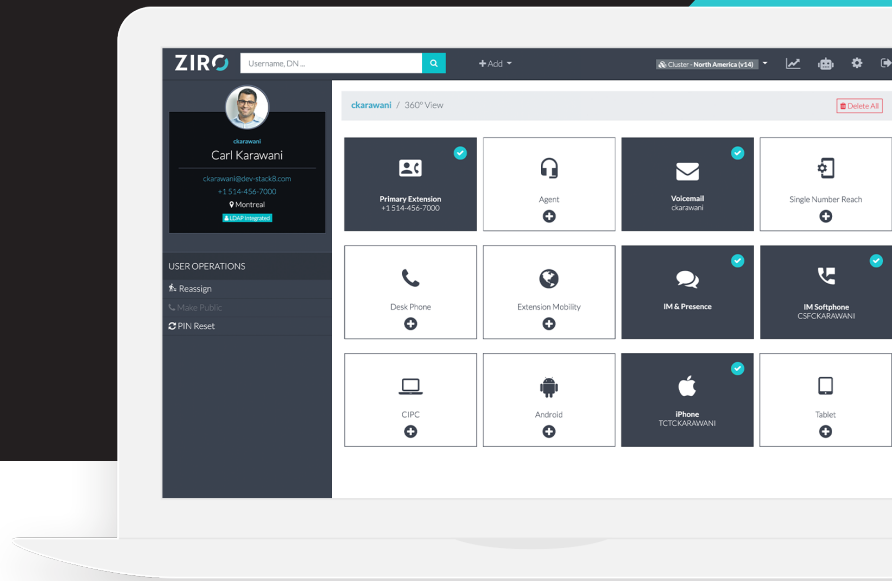 ZIRO
Username, DN ...
Add
Cluster - North America (v14)
ckarawani
Carl Karawani
ckarawani@dev-stack8.com
+1 514-456-7000
Montreal
LDAP Integrated
USER OPERATIONS
Reassign
Make Public
PIN Reset
ckarawani / 360° View
Delete All
Primary Extension
+1 514-456-7000
Agent
Voicemail
ckarawani
Single Number Reach
Desk Phone
Extension Mobility
IM & Presence
IM Softphone
CSFCKARAWANI
CIPC
Android
iPhone
TCTCKARAWANI
Tablet